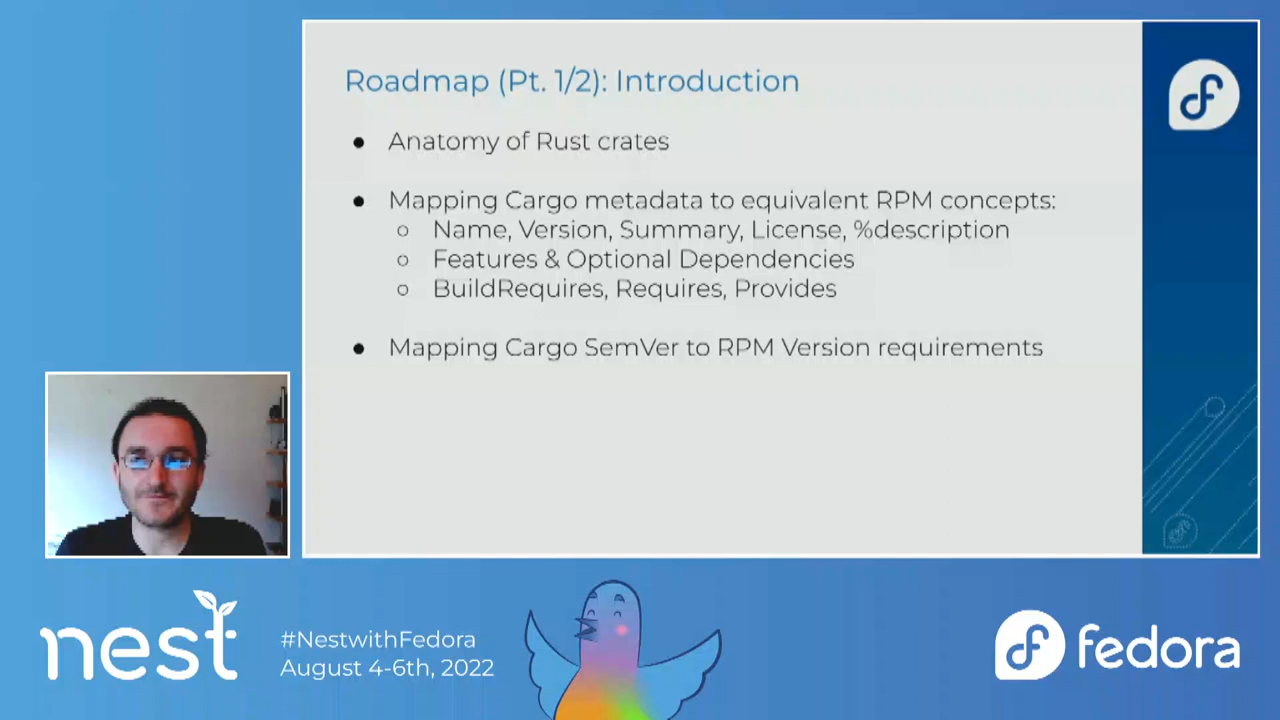 Roadmap (Pt. 1/2): Introduction
● Anatomy of Rust crates
● Mapping Cargo metadata to equivalent RPM concepts:
○ Name, Version, Summary, License, %description
○ Features & Optional Dependencies
○ BuildRequires, Requires, Provides
● Mapping Cargo SemVer to RPM Version requirements
nest
#NestwithFedora
August 4-6th, 2022
fedora